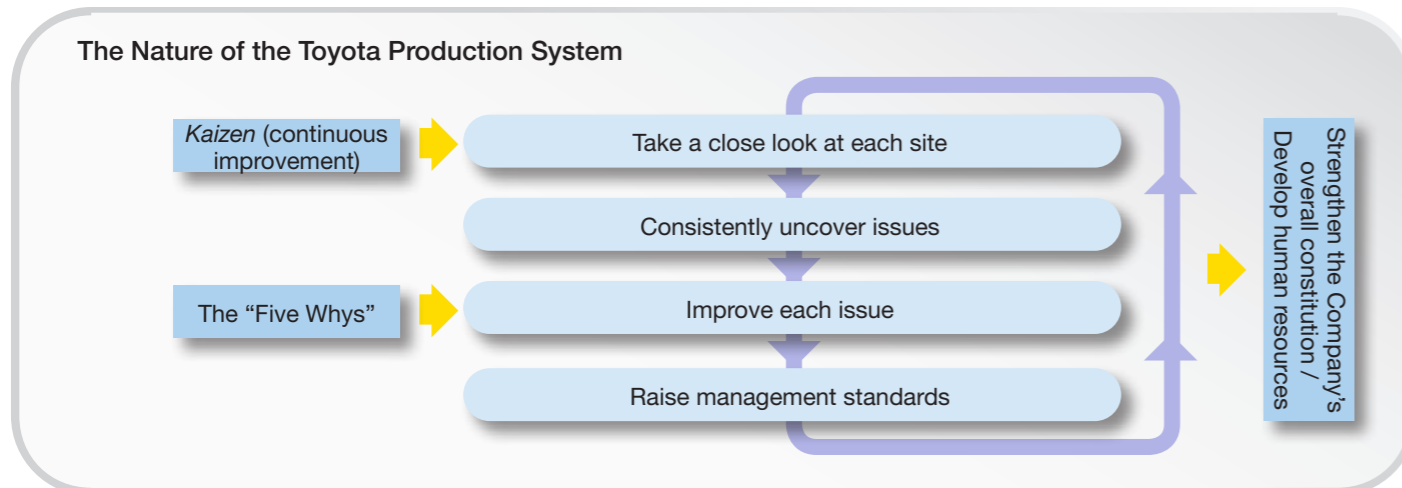 The Nature of the Toyota Production System
Kaizen (continuous
improvement)
Take a close look at each site
Consistently uncover issues
The “Five Whys”
Improve each issue
Raise management standards
Strengthen the Company’s
overall constitution /
Develop human resources